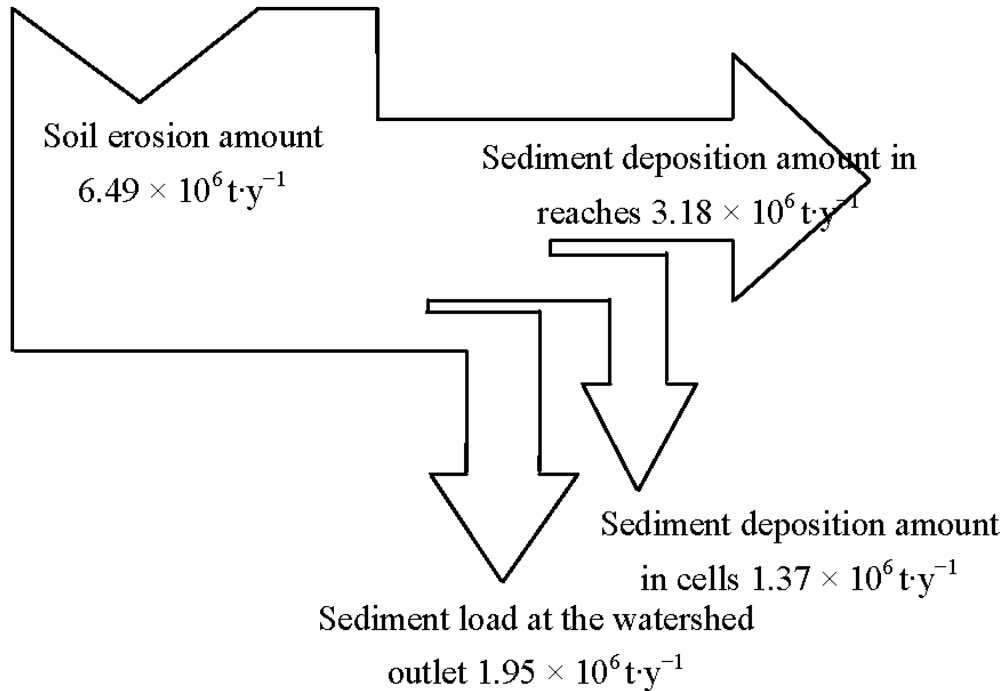 Soil erosion amount
6.49 × 10⁶ t·y⁻¹
Sediment deposition amount in
reaches 3.18 × 10⁶ t·y⁻¹
Sediment deposition amount
in cells 1.37 × 10⁶ t·y⁻¹
Sediment load at the watershed
outlet 1.95 × 10⁶ t·y⁻¹